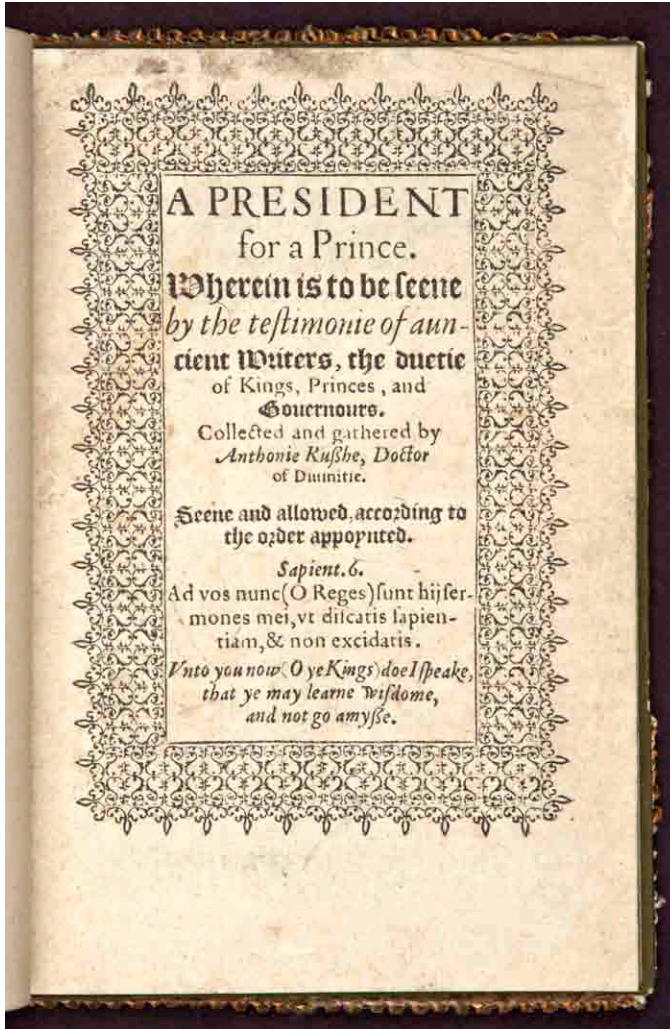 A PRESIDENT
for a Prince.
Wherein is to be ſeene
by the teſtimonie of aun-
cient Writers, the duetie
of Kings, Princes, and
Gouernours.
Collected and gathered by
Anthonie Ruſshe, Doctor
of Diuinitie.
Seene and allowed, according to
the order appoynted.
Sapient. 6.
Ad vos nunc (O Reges) ſunt hij ſer-
mones mei, vt diſcatis ſapien-
tiam, & non excidatis.
Vnto you now (O ye Kings) doe I ſpeake,
that ye may learne wiſdome,
and not go amyſſe.